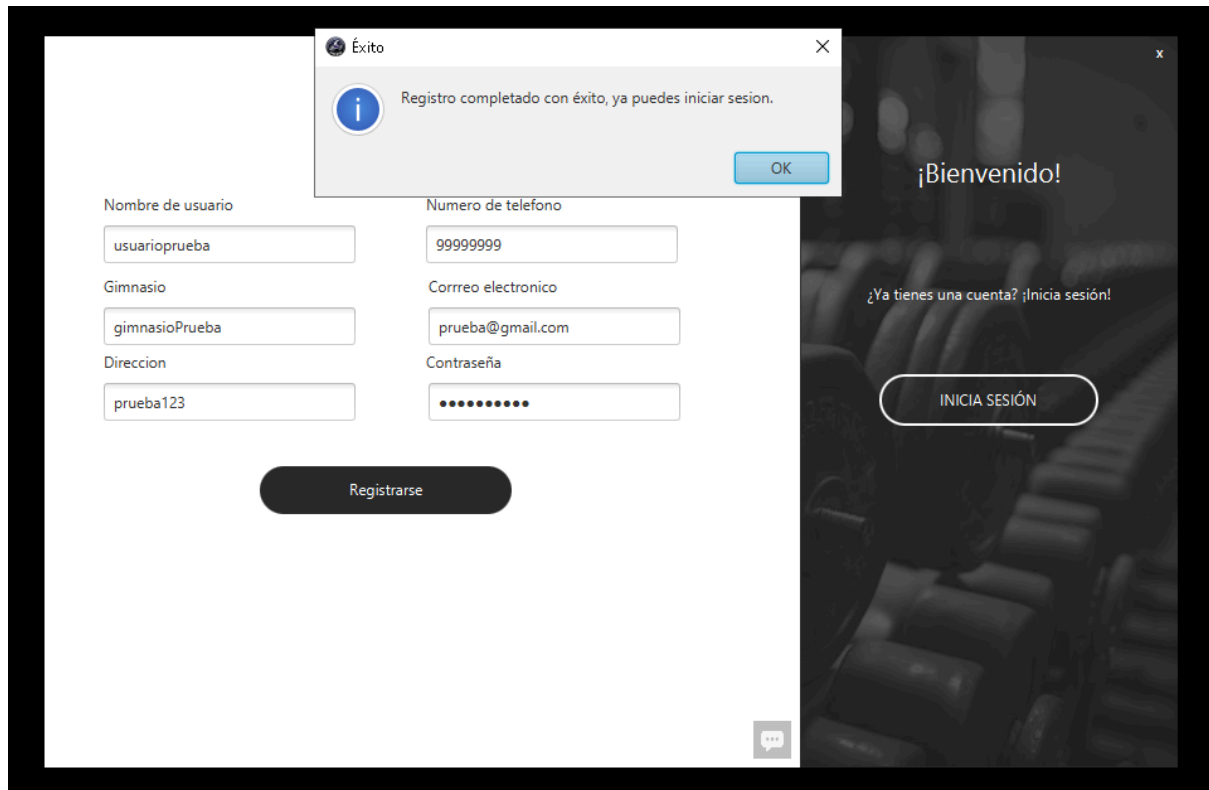 Éxito
Registro completado con éxito, ya puedes iniciar sesion.
OK
Nombre de usuario
Numero de telefono
usuarioprueba
99999999
Gimnasio
Corrreo electronico
gimnasioPrueba
prueba@gmail.com
Direccion
Contraseña
prueba123
••••••••••
Registrarse
x
¡Bienvenido!
¿Ya tienes una cuenta? ¡Inicia sesión!
INICIA SESIÓN